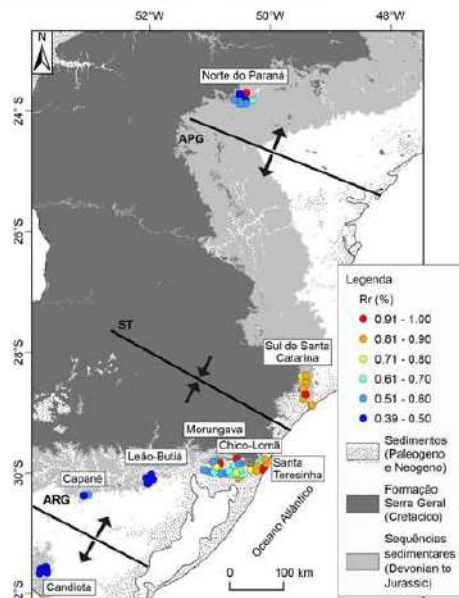 52°W
50°W
48°W
N
Norte do Paraná
24°S
APG
26°S
Legenda
Rr (%)
0.91 - 1.00
0.81 - 0.90
0.71 - 0.80
0.61 - 0.70
0.51 - 0.60
0.39 - 0.50
Sedimentos
(Paleogeno
e Neogeno)
Formação
Serra Geral
(Cretacico)
Sequências
sedimentares
(Devonian to
Jurassic)
ST
28°S
Sul de Santa
Catarina
Morungava
Chico-Lomã
Leão-Butiá
Santa
Teresinha
30°S
Capané
ARG
Oceano Atlântico
Candiota
0
100 km
32°S